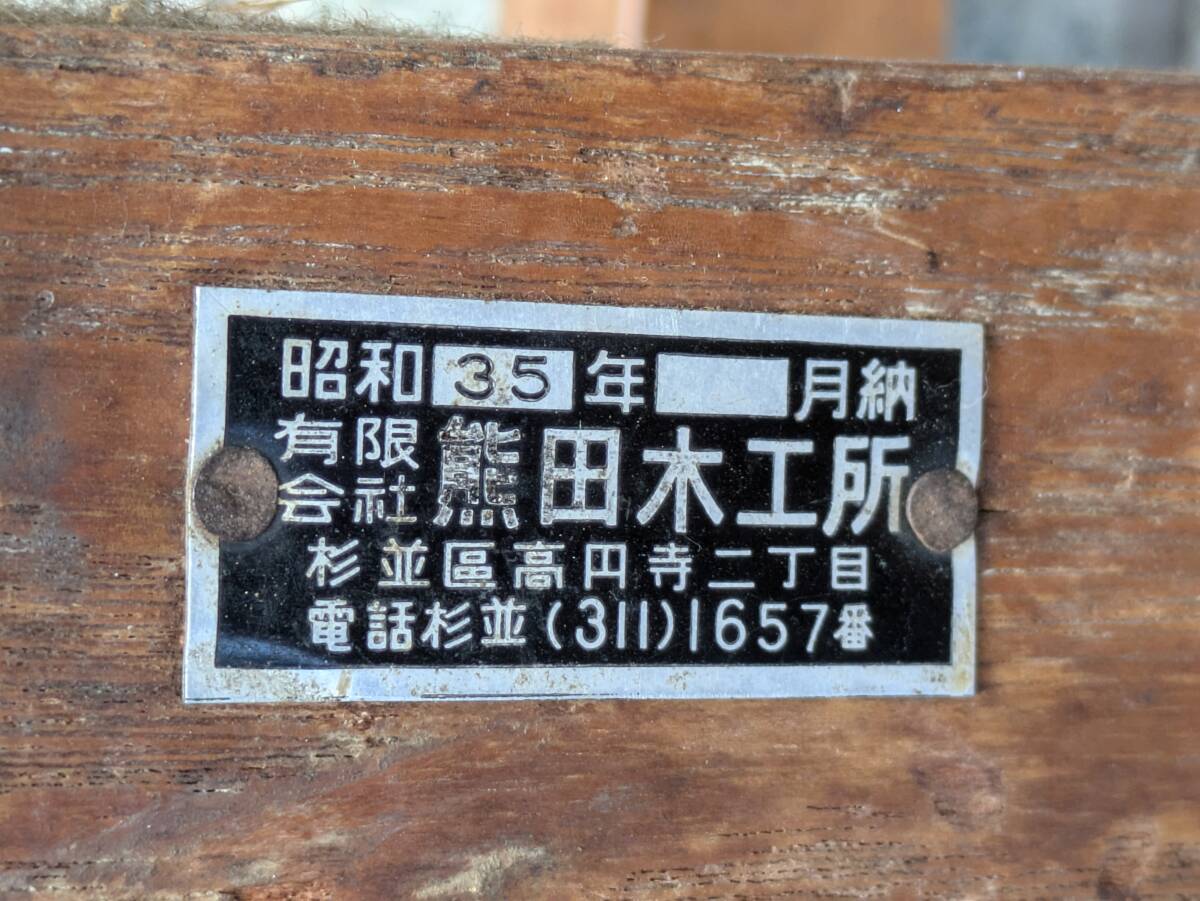 昭和35年 月納
有限会社 熊田木工所
杉並區高円寺二丁目
電話杉並(311)1657番